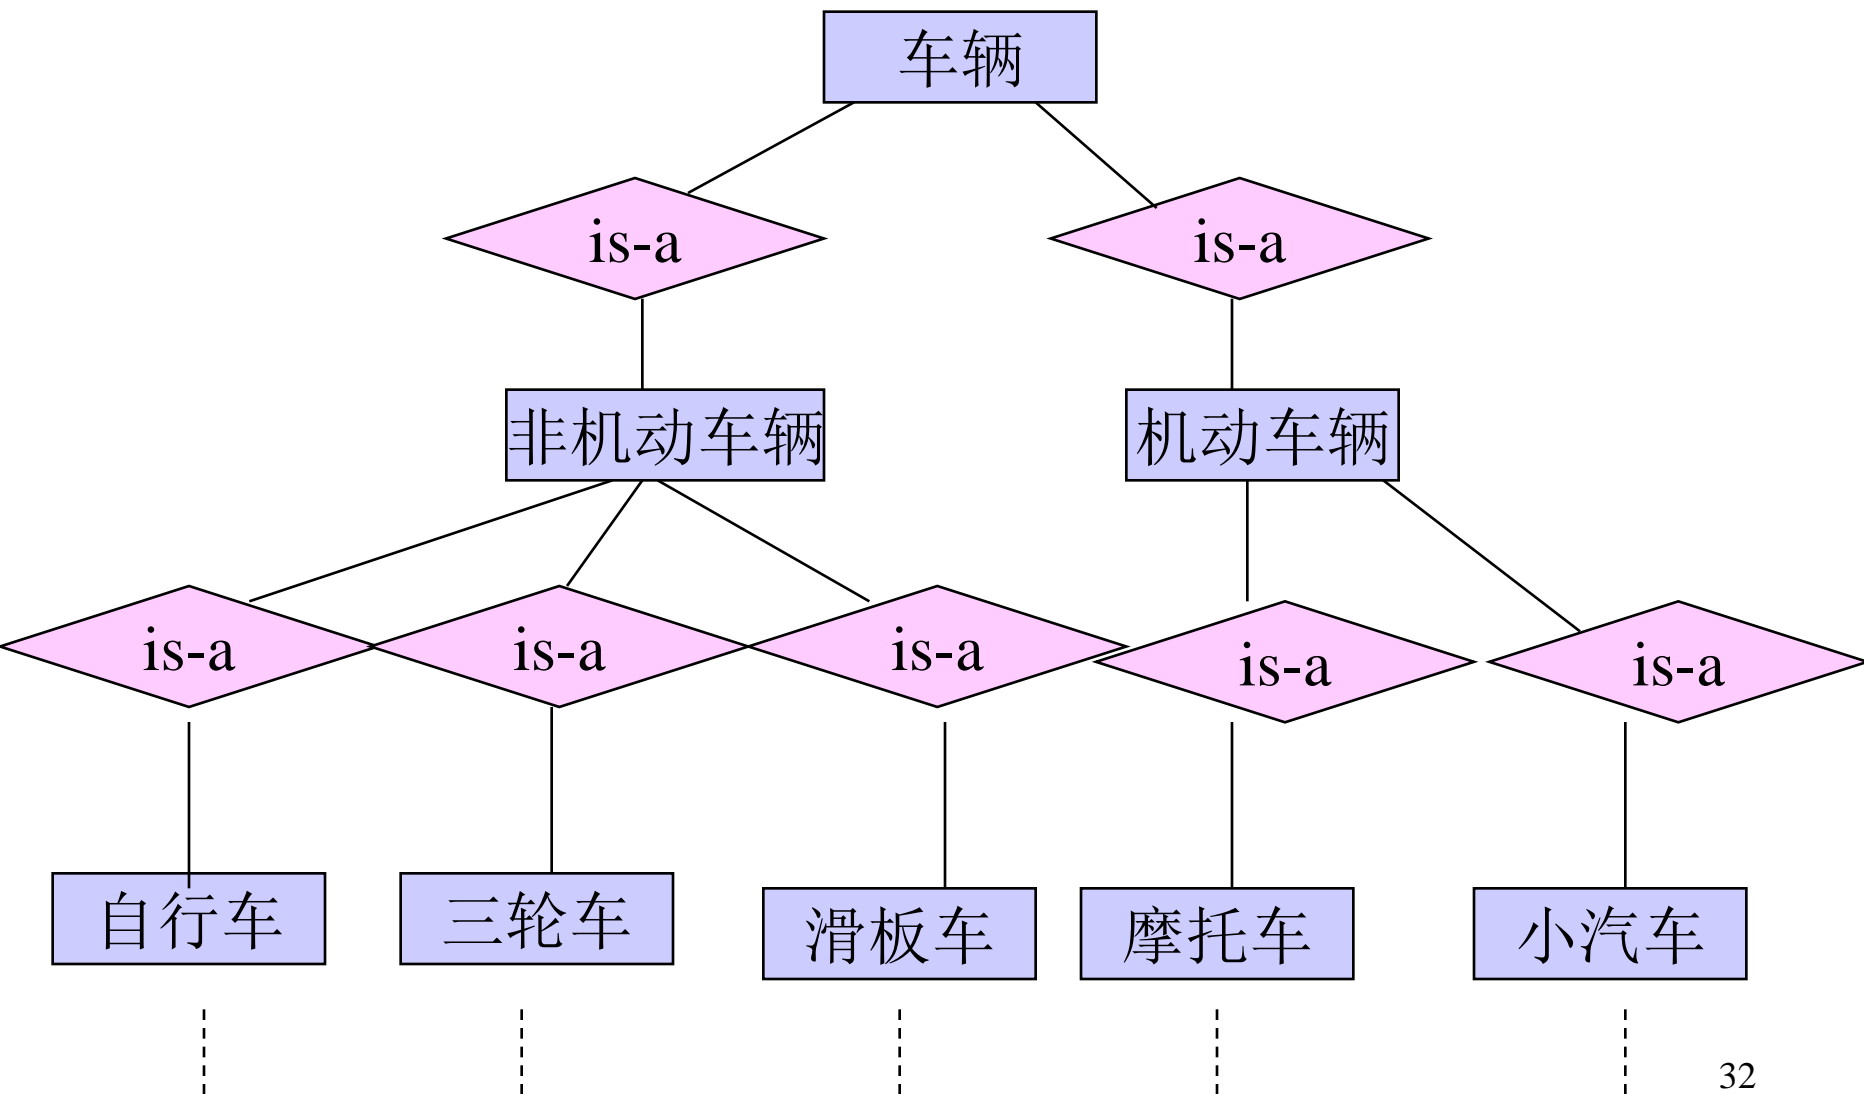 车辆
is-a
is-a
非机动车辆
机动车辆
is-a
is-a
is-a
is-a
is-a
自行车
三轮车
滑板车
摩托车
小汽车
32